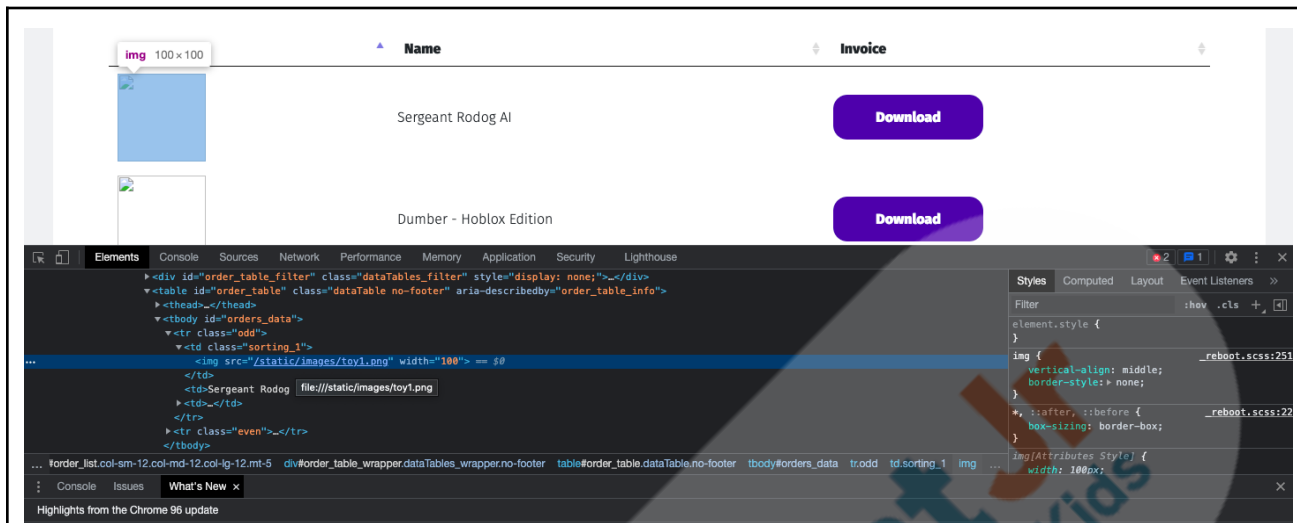 img 100 × 100
Name Invoice
Sergeant Rodog AI Download
Dumber - Hoblox Edition Download
Elements Console Sources Network Performance Memory Application Security Lighthouse 2 1
<div id="order_table_filter" class="dataTables_filter" style="display: none;">…</div>
<table id="order_table" class="dataTable no-footer" aria-describedby="order_table_info">
<thead>…</thead>
<tbody id="orders_data">
<tr class="odd">
<td class="sorting_1">
… <img src="/static/images/toy1.png" width="100"> == $0
</td>
<td>Sergeant Rodog file:///static/images/toy1.png
<td>…</td>
</tr>
<tr class="even">…</tr>
</tbody>
… #order_list.col-sm-12.col-md-12.col-lg-12.mt-5 div#order_table_wrapper.dataTables_wrapper.no-footer table#order_table.dataTable.no-footer tbody#orders_data tr.odd td.sorting_1 img …
Styles Computed Layout Event Listeners »
Filter :hov .cls +
element.style {
}
img { _reboot.scss:251
vertical-align: middle;
border-style: none;
}
*, ::after, ::before { _reboot.scss:22
box-sizing: border-box;
}
img[Attributes Style] {
width: 100px;
Console Issues What's New ×
Highlights from the Chrome 96 update
Jr
Kids